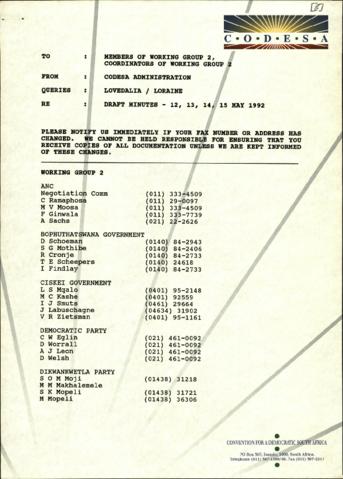 C·O·D·E·S·A
TO : MEMBERS OF WORKING GROUP 2,
COORDINATORS OF WORKING GROUP 2
FROM : CODESA ADMINISTRATION
QUERIES : LOVEDALIA / LORAINE
RE : DRAFT MINUTES - 12, 13, 14, 15 MAY 1992
PLEASE NOTIFY US IMMEDIATELY IF YOUR FAX NUMBER OR ADDRESS HAS
CHANGED. WE CANNOT BE HELD RESPONSIBLE FOR ENSURING THAT YOU
RECEIVE COPIES OF ALL DOCUMENTATION UNLESS WE ARE KEPT INFORMED
OF THESE CHANGES.
WORKING GROUP 2
ANC
Negotiation Comm (011) 333-4509
C Ramaphosa (011) 29-0097
M V Moosa (011) 333-4509
F Ginwala (011) 333-7739
A Sachs (021) 22-2626
BOPHUTHATSWANA GOVERNMENT
D Schoeman (0140) 84-2943
S G Mothibe (0140) 84-2406
R Cronje (0140) 84-2733
T E Scheepers (0140) 24618
I Findlay (0140) 84-2733
CISKEI GOVERNMENT
L S Mqalo (0401) 95-2148
M C Kashe (0401) 92559
I J Smuts (0461) 29664
J Labuschagne (04634) 31902
V R Zietsman (0401) 95-1161
DEMOCRATIC PARTY
C W Eglin (021) 461-0092
D Worrall (021) 461-0092
A J Leon (021) 461-0092
D Welsh (021) 461-0092
DIKWANKWETLA PARTY
S O M Moji (01438) 31218
M M Makhalemele
S K Mopeli (01438) 31721
M Mopeli (01438) 36306
CONVENTION FOR A DEMOCRATIC SOUTH AFRICA
PO Box 307, Isando, 1600, South Africa.